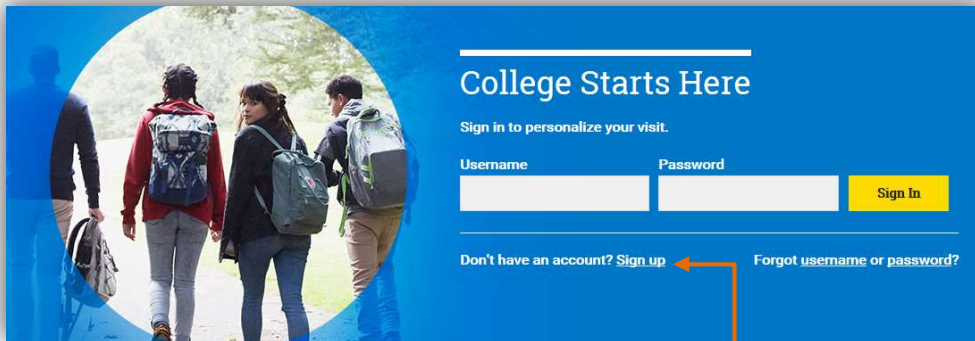 College Starts Here
Sign in to personalize your visit.
Username Password
Sign In
Don't have an account? Sign up Forgot username or password?